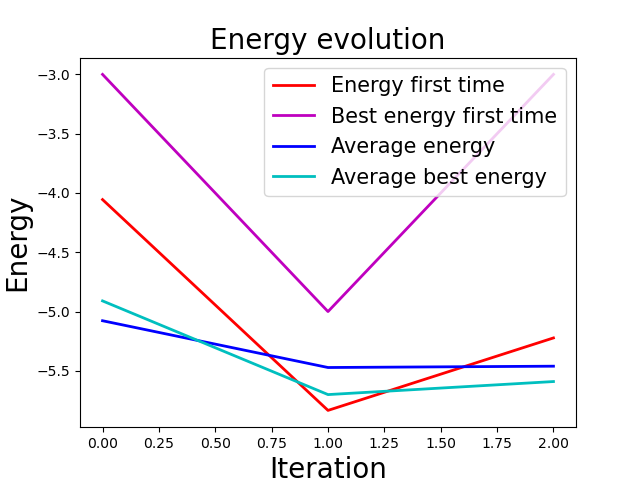 Energy evolution
Energy
−3.0
−3.5
−4.0
−4.5
−5.0
−5.5
Energy first time
Best energy first time
Average energy
Average best energy
0.00 0.25 0.50 0.75 1.00 1.25 1.50 1.75 2.00
Iteration